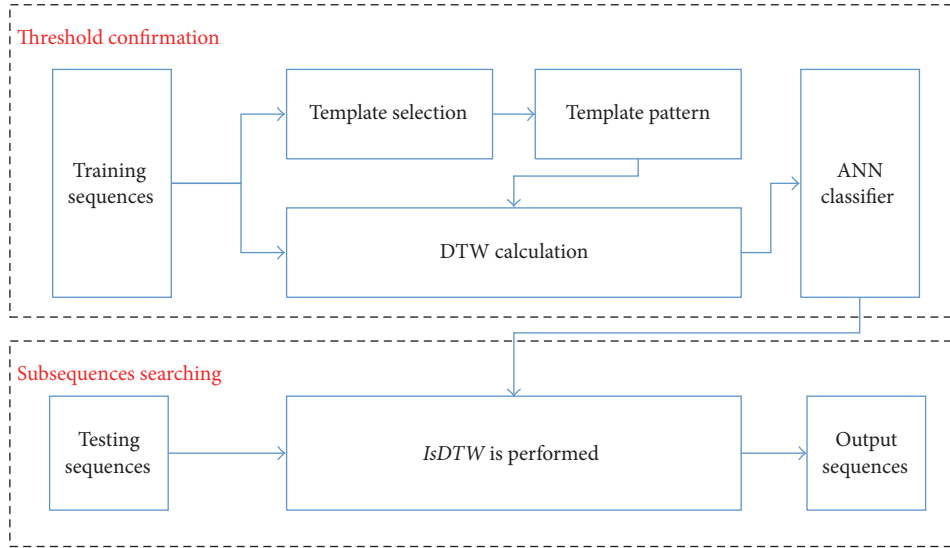 Threshold confirmation
Template selection
Template pattern
Training
sequences
ANN
classifier
DTW calculation
Subsequences searching
Testing
sequences
IsDTW is performed
Output
sequences